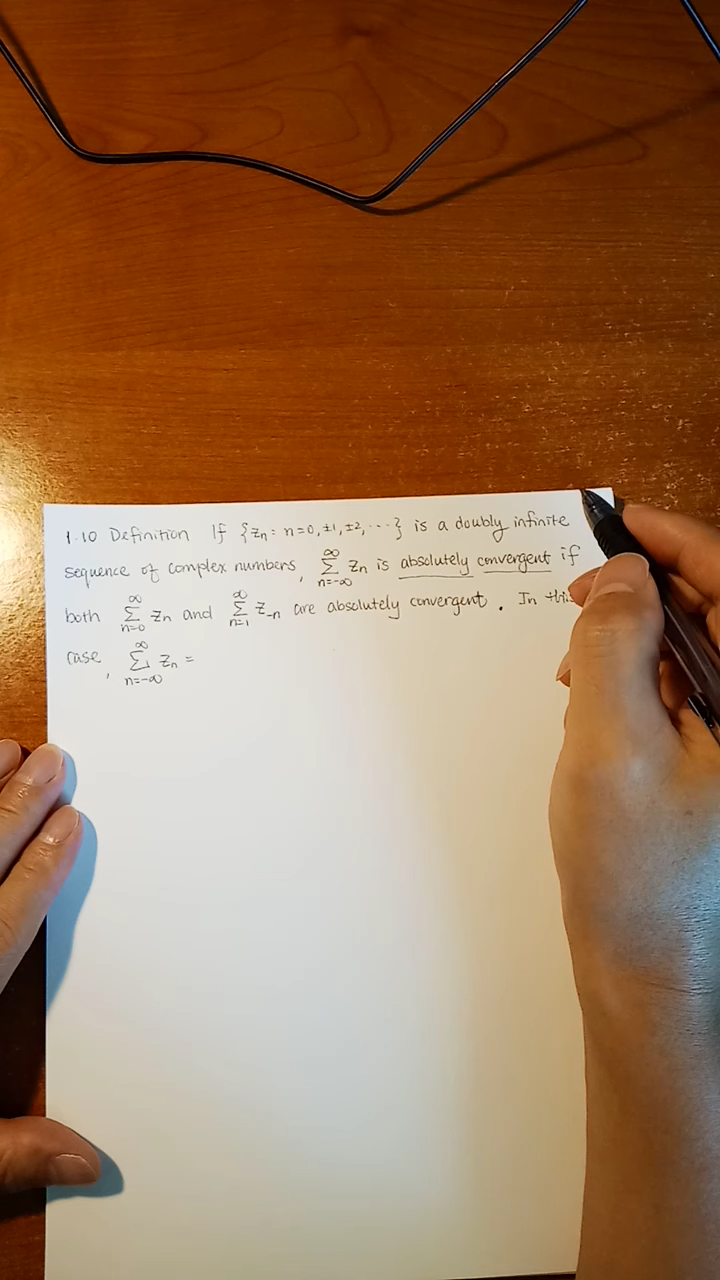 1.10 Definition If {zₙ : n=0, ±1, ±2, ⋯} is a doubly infinite
sequence of complex numbers, ∑_{n=-∞}^{∞} zₙ is absolutely convergent if
both ∑_{n=0}^{∞} zₙ and ∑_{n=1}^{∞} z₋ₙ are absolutely convergent. In this
case, ∑_{n=-∞}^{∞} zₙ =